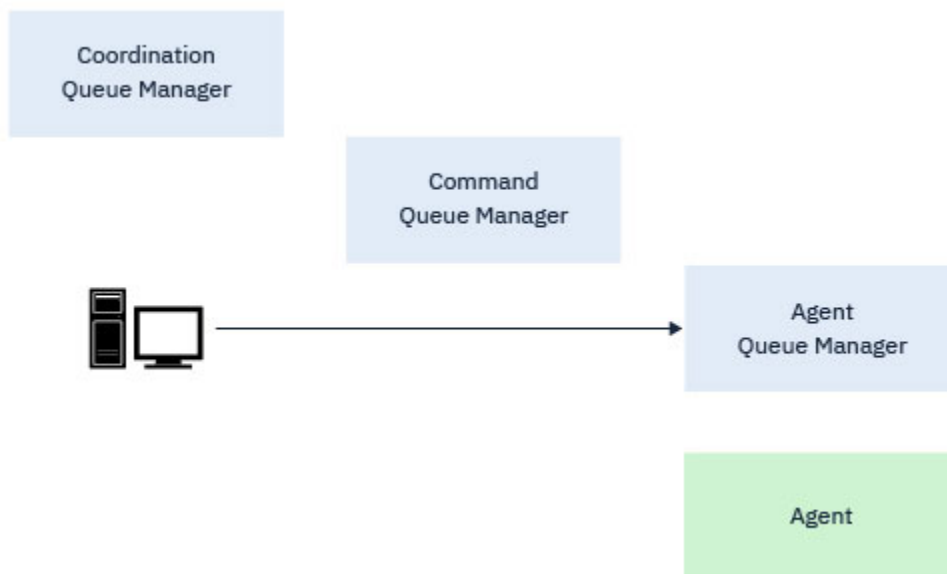 Coordination
Queue Manager
Command
Queue Manager
Agent
Queue Manager
Agent